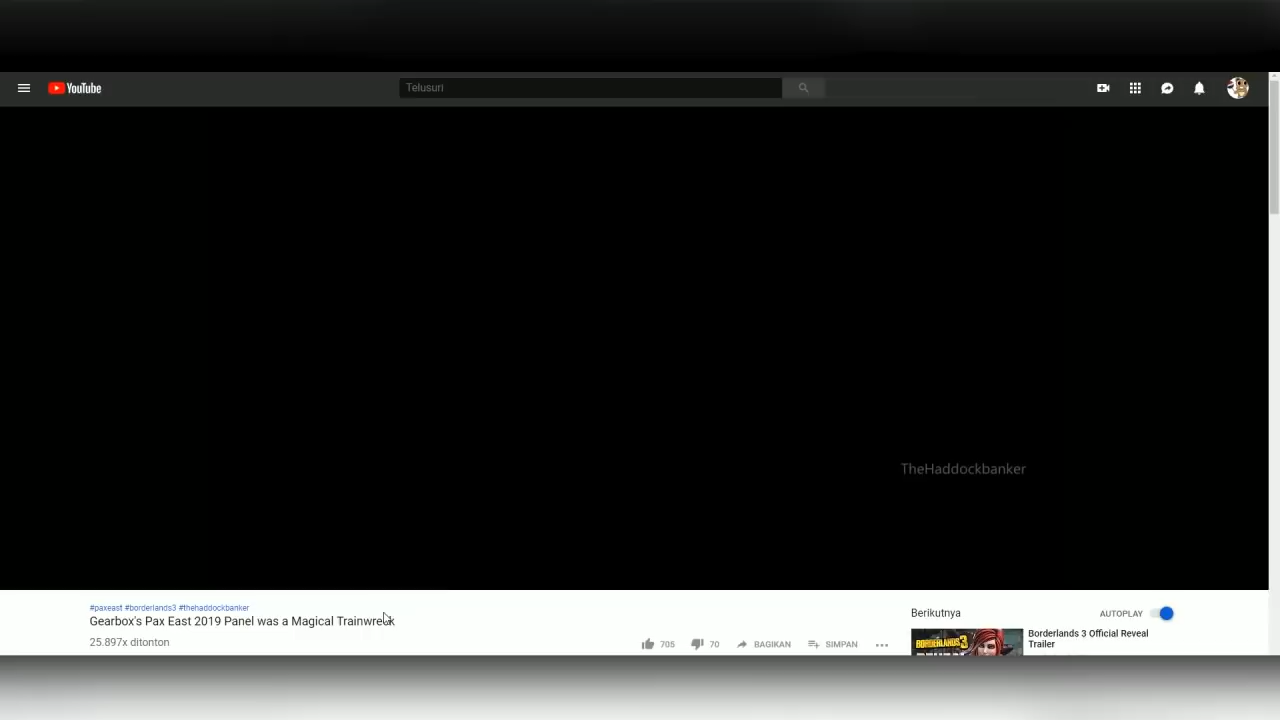 YouTube
Telusuri
TheHaddockbanker
#paxeast #borderlands3 #thehaddockbanker
Gearbox's Pax East 2019 Panel was a Magical Trainwreck
25.897x ditonton
705
70
BAGIKAN
SIMPAN
Berikutnya
AUTOPLAY
BORDERLANDS 3
Borderlands 3 Official Reveal
Trailer